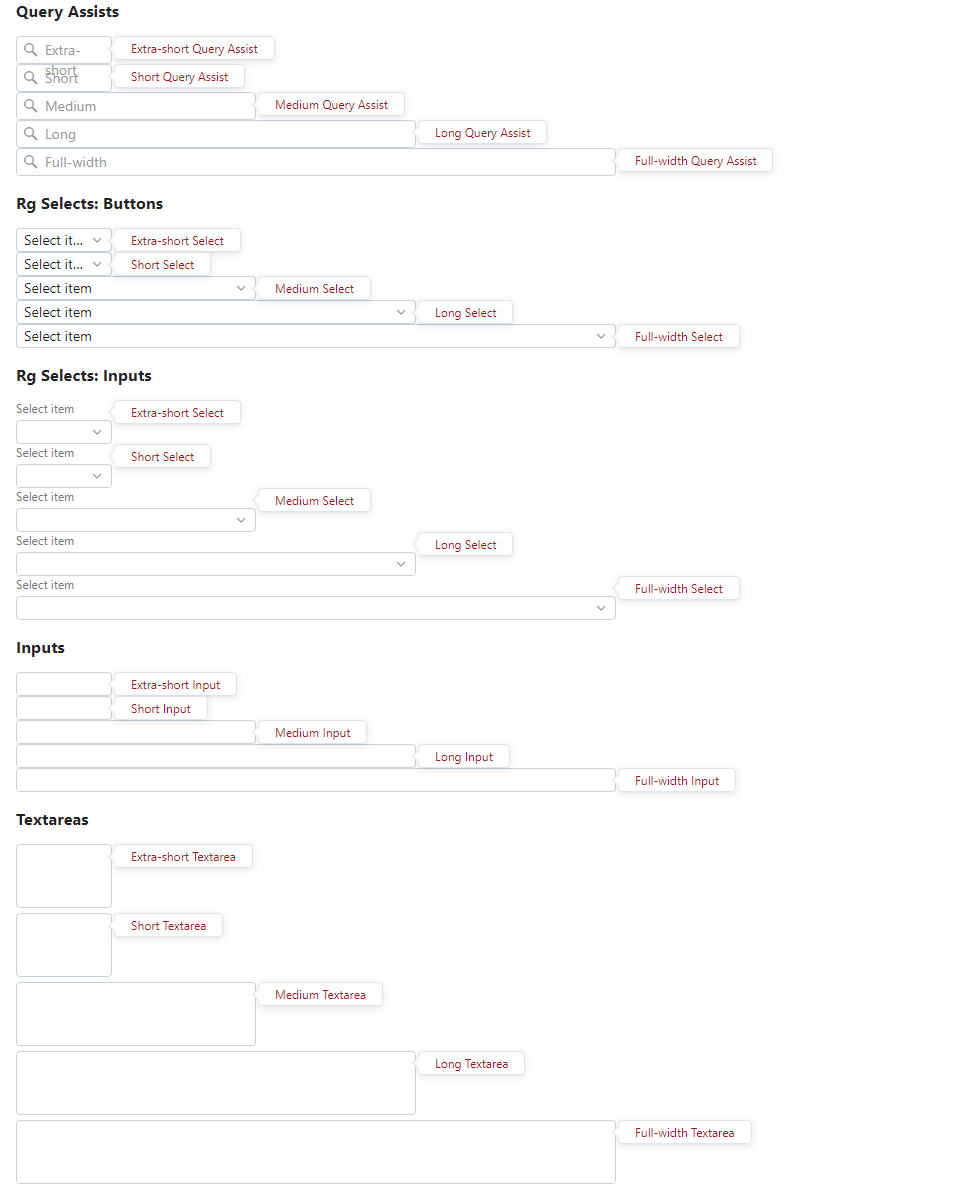 Query Assists
Extra-short Extra-short Query Assist
Short Short Query Assist
Medium Medium Query Assist
Long Long Query Assist
Full-width Full-width Query Assist
Rg Selects: Buttons
Select it... Extra-short Select
Select it... Short Select
Select item Medium Select
Select item Long Select
Select item Full-width Select
Rg Selects: Inputs
Select item Extra-short Select
Select item Short Select
Select item Medium Select
Select item Long Select
Select item Full-width Select
Inputs
Extra-short Input
Short Input
Medium Input
Long Input
Full-width Input
Textareas
Extra-short Textarea
Short Textarea
Medium Textarea
Long Textarea
Full-width Textarea